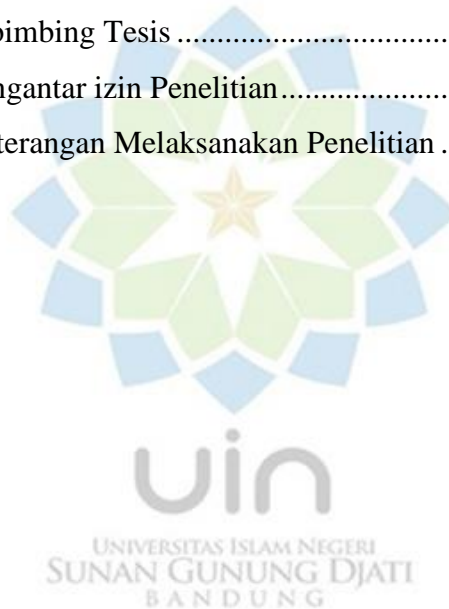 bimbing Tesis ....................................
ngantar izin Penelitian.....................
terangan Melaksanakan Penelitian .
uin
UNIVERSITAS ISLAM NEGERI
SUNAN GUNUNG DJATI
BANDUNG